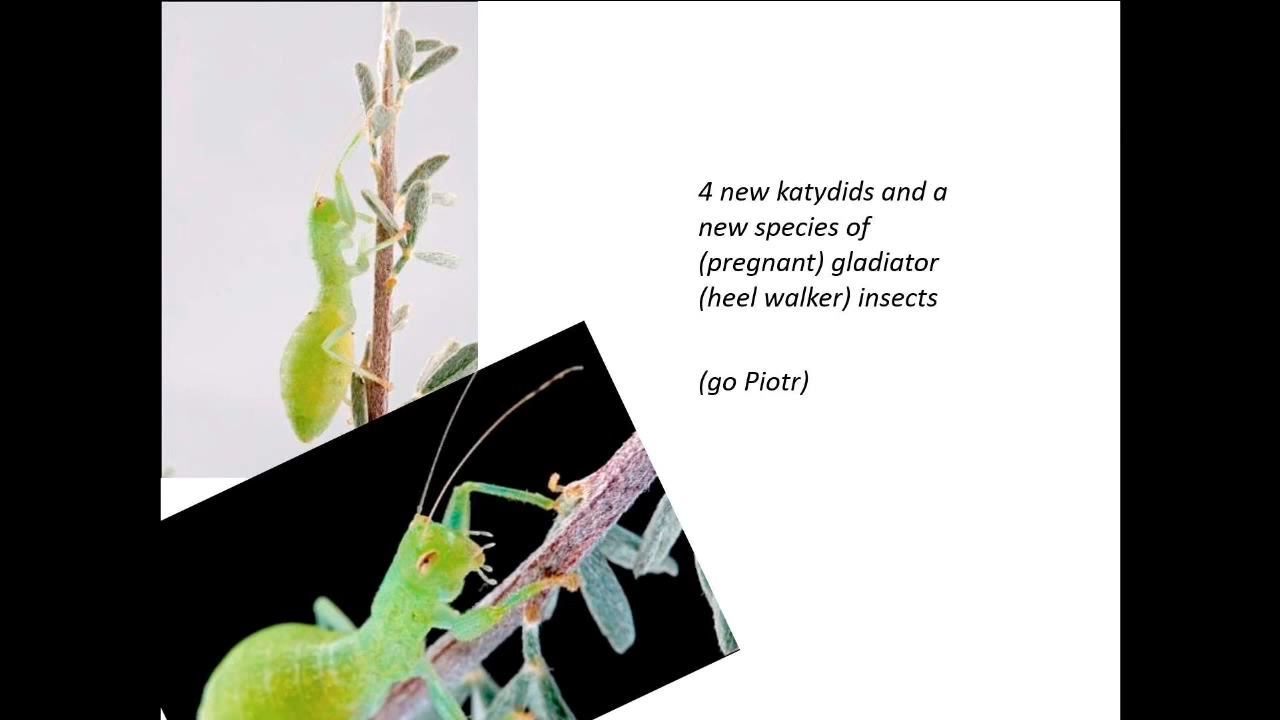 4 new katydids and a
new species of
(pregnant) gladiator
(heel walker) insects
(go Piotr)